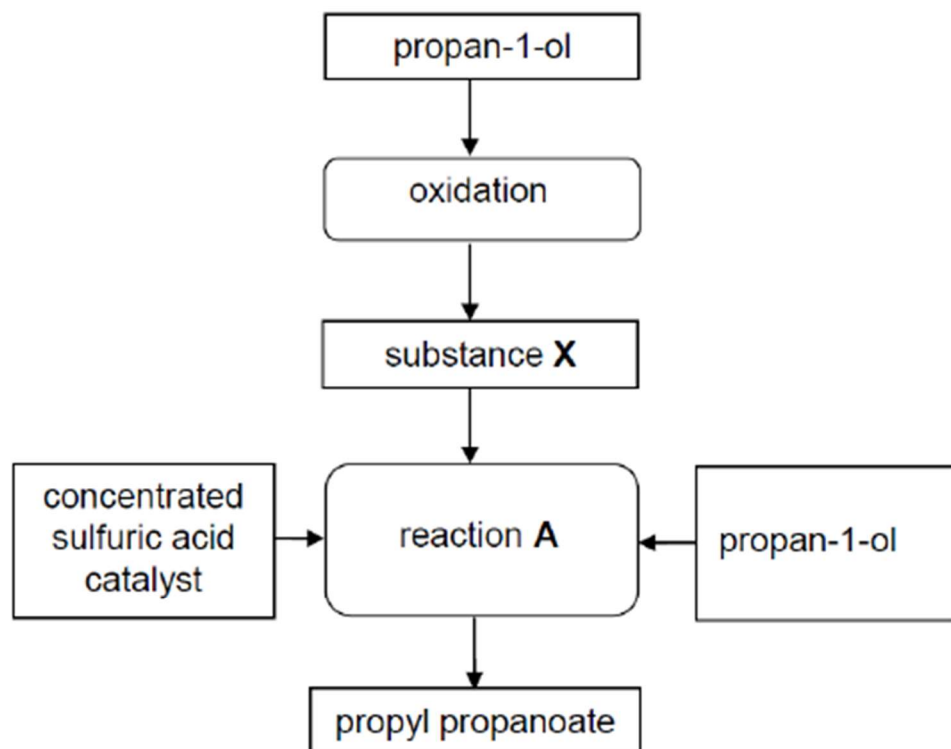 propan-1-ol
oxidation
substance X
concentrated
sulfuric acid
catalyst
reaction A
propan-1-ol
propyl propanoate